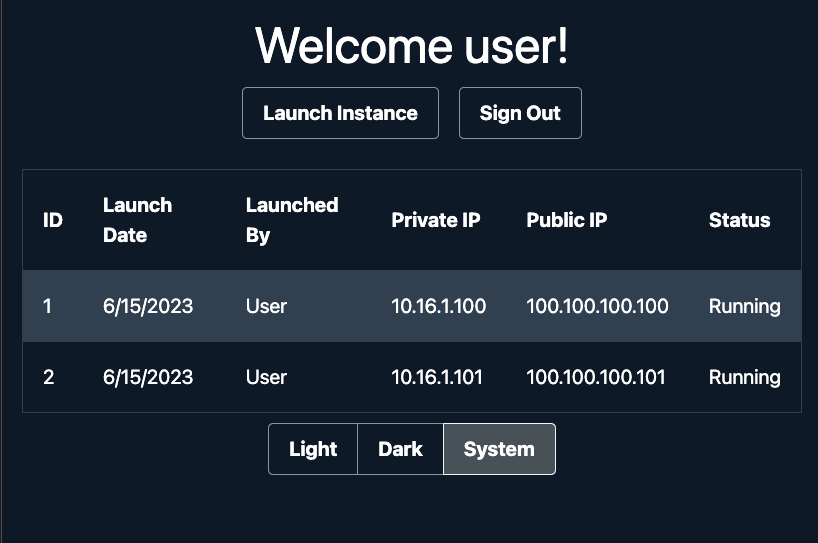 Welcome user!
Launch Instance Sign Out
ID Launch Date Launched By Private IP Public IP Status
1 6/15/2023 User 10.16.1.100 100.100.100.100 Running
2 6/15/2023 User 10.16.1.101 100.100.100.101 Running
Light Dark System